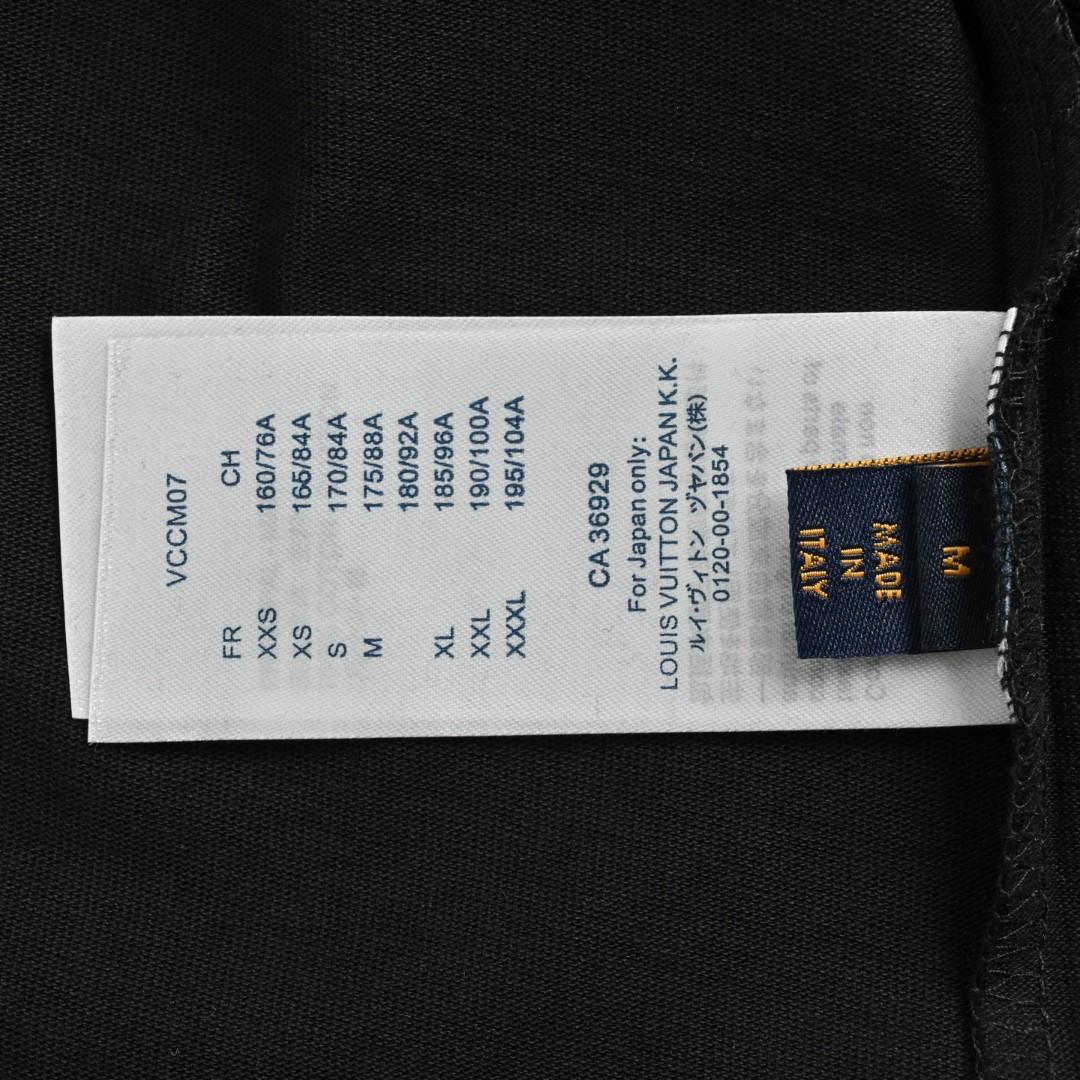 VCCM07
FR CH
XXS 160/76A
XS 165/84A
S 170/84A
M 175/88A
180/92A
XL 185/96A
XXL 190/100A
XXXL 195/104A
CA 36929
For Japan only:
LOUIS VUITTON JAPAN K.K.
ルイ・ヴィトン ヅヤパン(株)
0120-00-1854
MADE
IN
ITALY
M